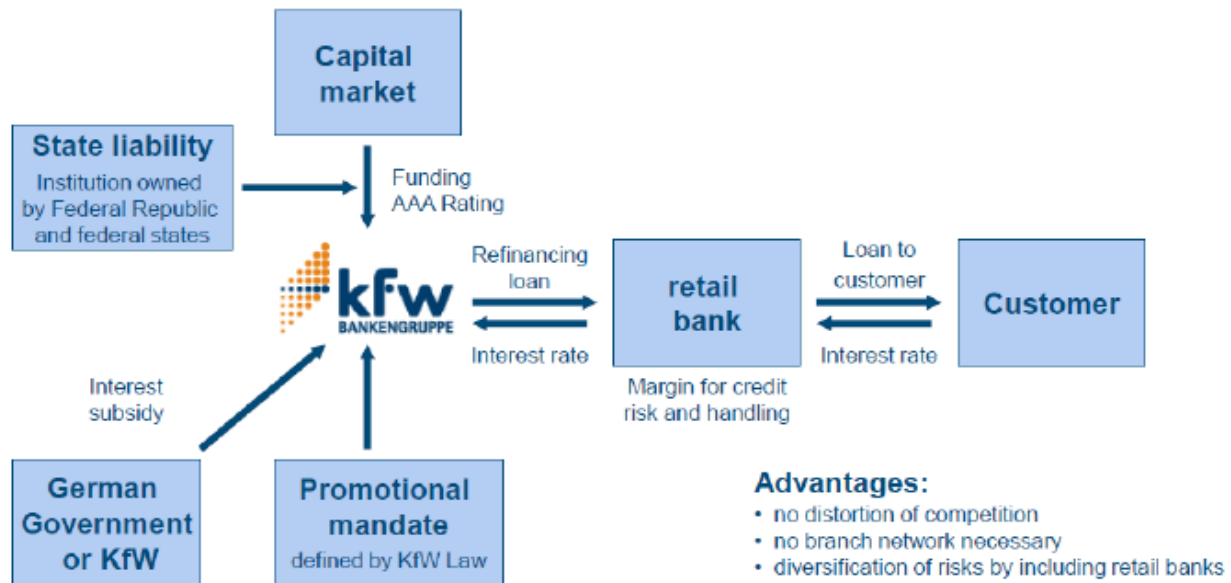 Capital
market
State liability
Institution owned
by Federal Republic
and federal states
Funding
AAA Rating
kfw
BANKENGRUPPE
Refinancing
loan
Interest rate
retail
bank
Margin for credit
risk and handling
Loan to
customer
Interest rate
Customer
Interest
subsidy
German
Government
or KfW
Promotional
mandate
defined by KfW Law
Advantages:
• no distortion of competition
• no branch network necessary
• diversification of risks by including retail banks